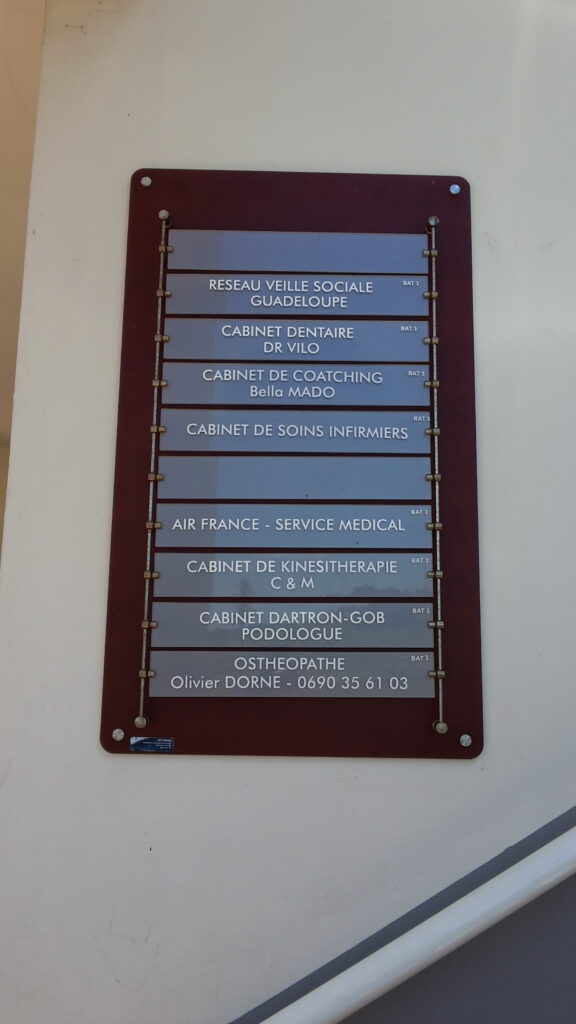 RESEAU VEILLE SOCIALE BAT 3
GUADELOUPE
CABINET DENTAIRE BAT 3
DR VILO
CABINET DE COATCHING BAT 3
Bella MADO
CABINET DE SOINS INFIRMIERS BAT 3
AIR FRANCE - SERVICE MEDICAL BAT 3
CABINET DE KINESITHERAPIE BAT 3
C & M
CABINET DARTRON-GOB BAT 3
PODOLOGUE
OSTHEOPATHE BAT 3
Olivier DORNE - 0690 35 61 03